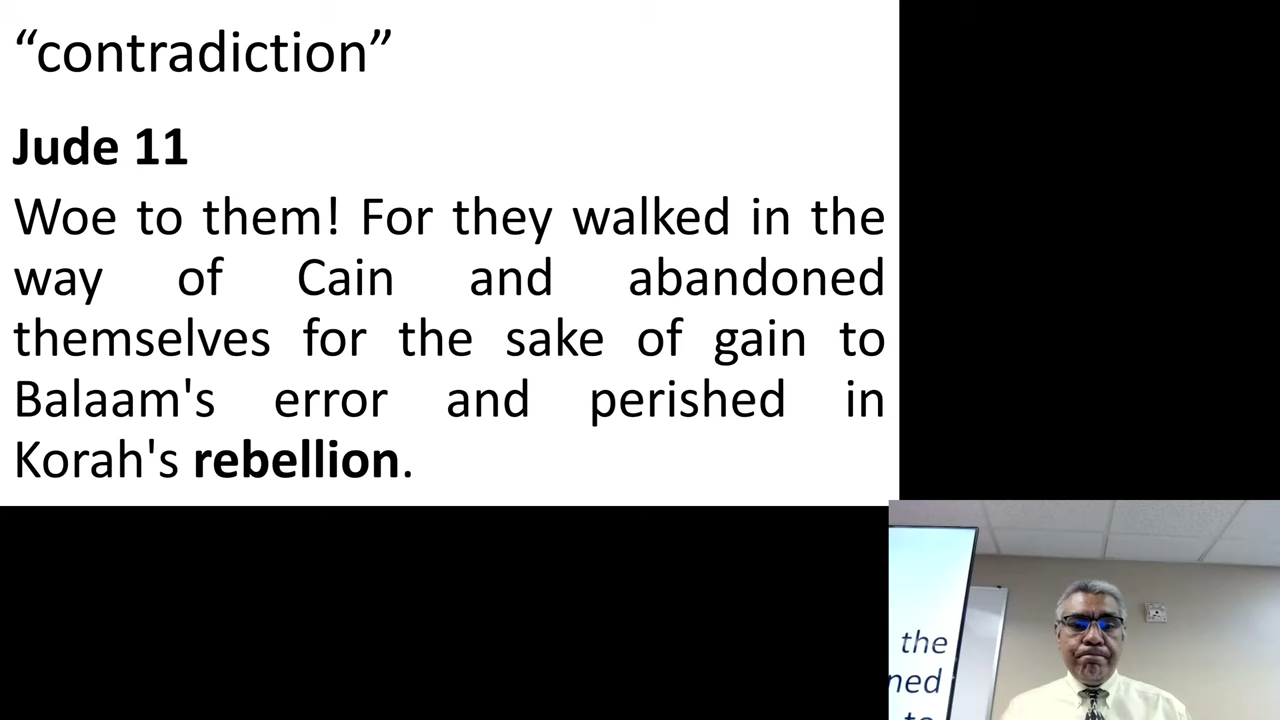 “contradiction”
Jude 11
Woe to them! For they walked in the
way of Cain and abandoned
themselves for the sake of gain to
Balaam's error and perished in
Korah's rebellion.
the
ned
to